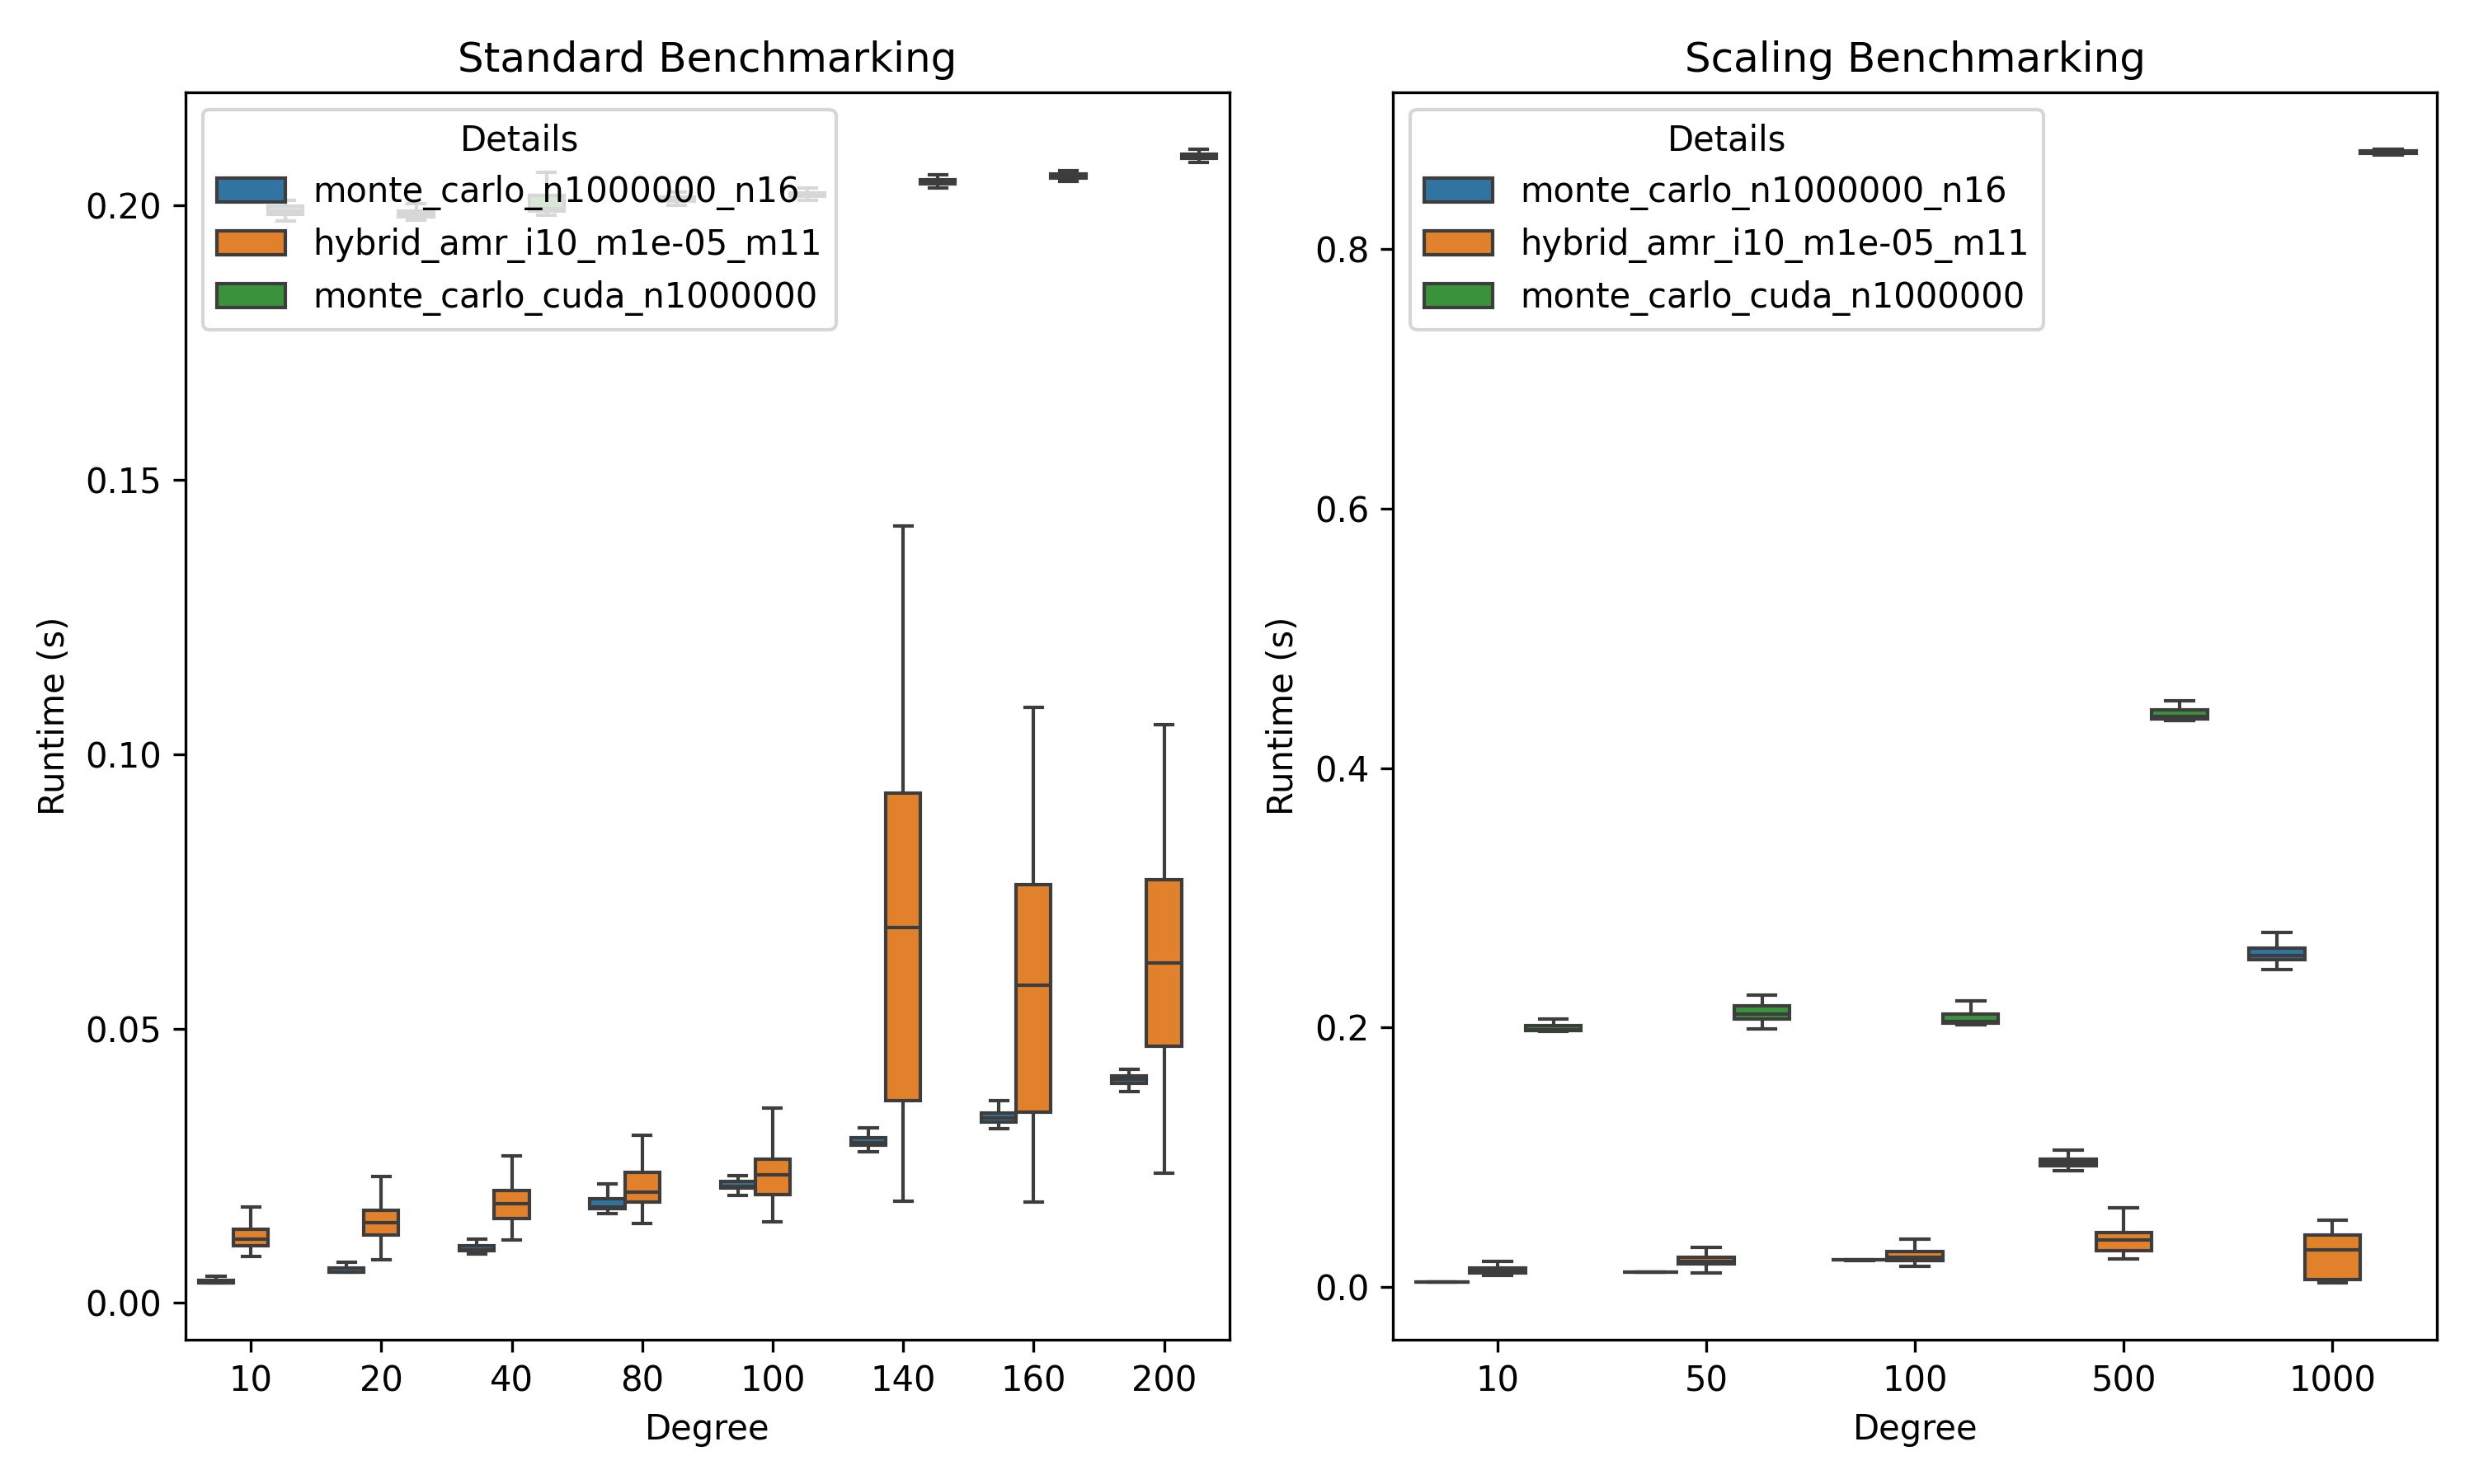 Standard Benchmarking
Details
monte_carlo_n1000000_n16
hybrid_amr_i10_m1e-05_m11
monte_carlo_cuda_n1000000
Runtime (s)
0.20
0.15
0.10
0.05
0.00
10 20 40 80 100 140 160 200
Degree
Scaling Benchmarking
Details
monte_carlo_n1000000_n16
hybrid_amr_i10_m1e-05_m11
monte_carlo_cuda_n1000000
Runtime (s)
0.8
0.6
0.4
0.2
0.0
10 50 100 500 1000
Degree